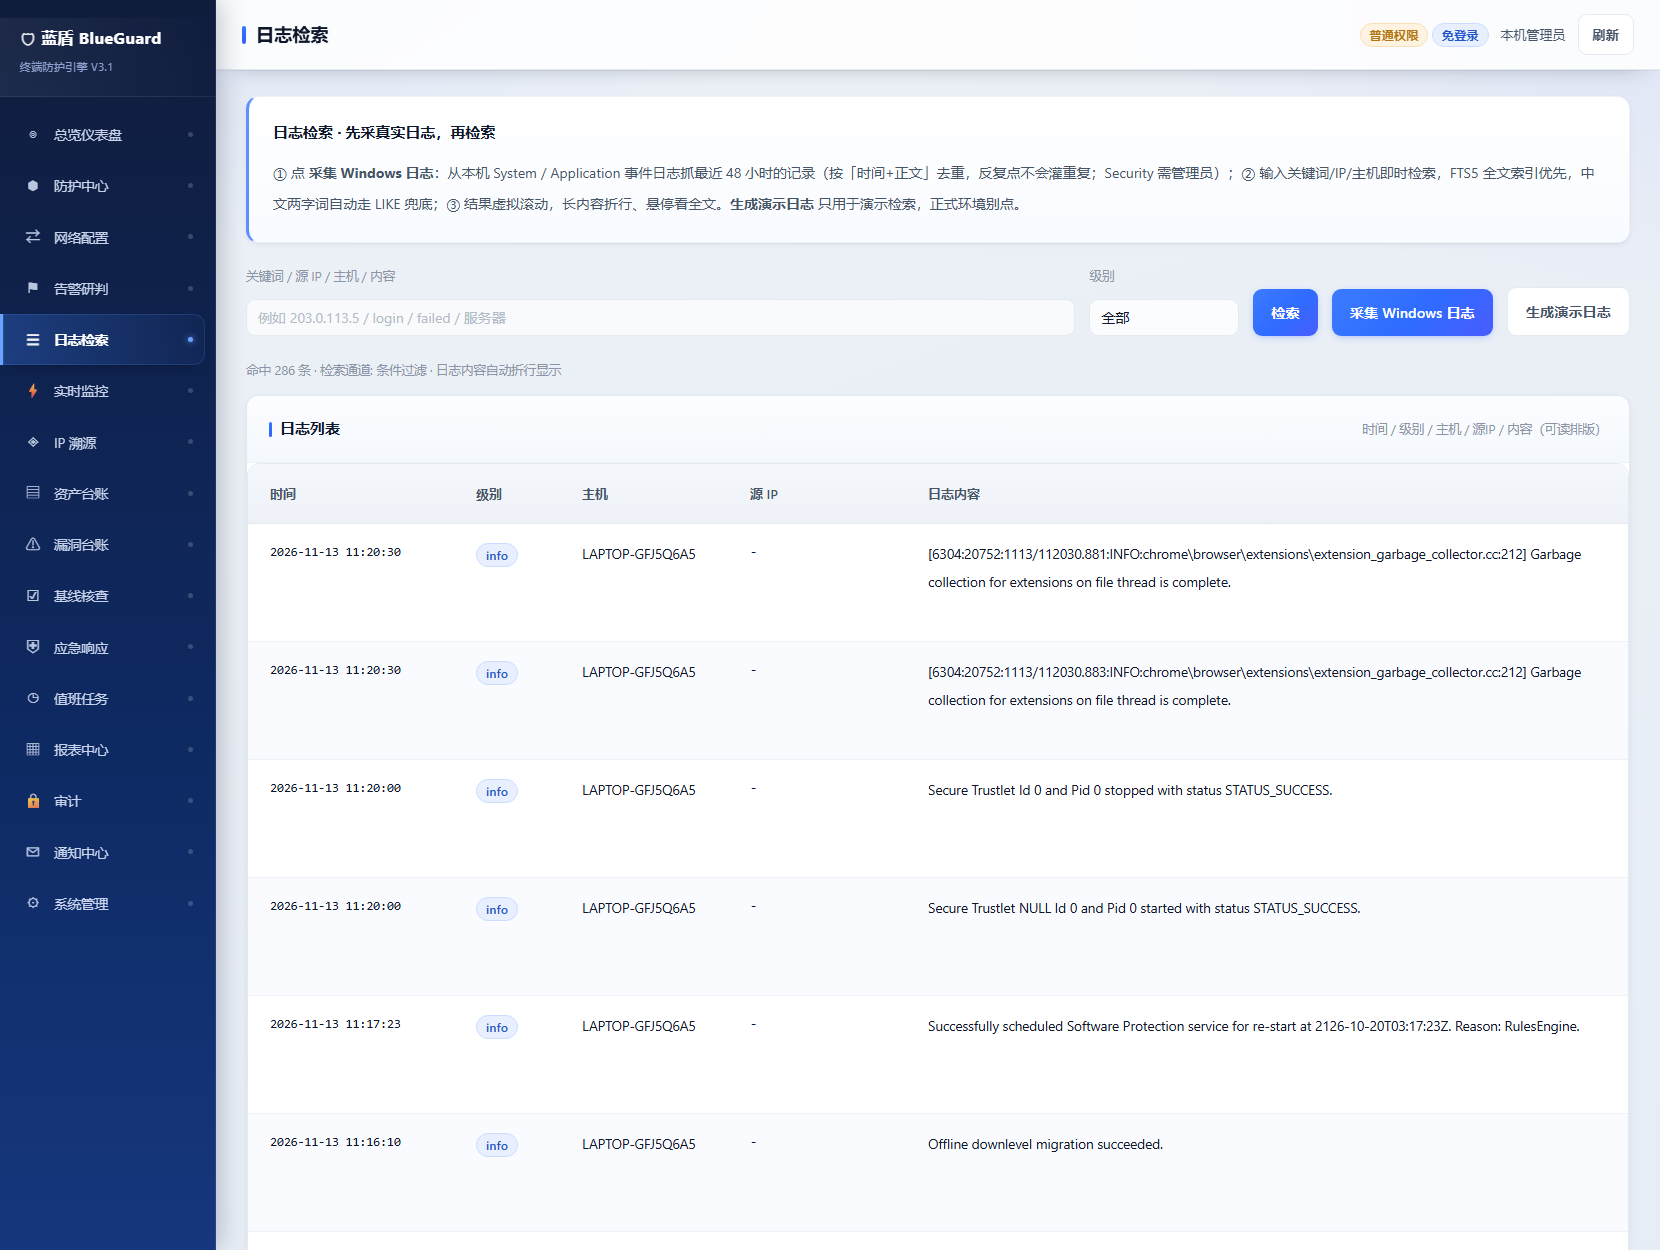 蓝盾 BlueGuard
终端防护引擎 V3.1
总览仪表盘
防护中心
网络配置
告警研判
日志检索
实时监控
IP 溯源
资产台账
漏洞台账
基线核查
应急响应
值班任务
报表中心
审计
通知中心
系统管理
日志检索
普通权限 免登录 本机管理员 刷新
日志检索 · 先采真实日志，再检索
① 点 采集 Windows 日志：从本机 System / Application 事件日志抓最近 48 小时的记录（按「时间+正文」去重，反复点不会灌重复；Security 需管理员）；② 输入关键词/IP/主机即时检索，FTS5 全文索引优先，中
文两字词自动走 LIKE 兜底；③ 结果虚拟滚动，长内容折行、悬停看全文。生成演示日志 只用于演示检索，正式环境别点。
关键词 / 源 IP / 主机 / 内容 级别
例如 203.0.113.5 / login / failed / 服务器 全部 检索 采集 Windows 日志 生成演示日志
命中 286 条 · 检索通道: 条件过滤 · 日志内容自动折行显示
日志列表 时间 / 级别 / 主机 / 源IP / 内容（可读排版）
时间 级别 主机 源 IP 日志内容
2026-11-13 11:20:30 info LAPTOP-GFJ5Q6A5 - [6304:20752:1113/112030.881:INFO:chrome\browser\extensions\extension_garbage_collector.cc:212] Garbage
collection for extensions on file thread is complete.
2026-11-13 11:20:30 info LAPTOP-GFJ5Q6A5 - [6304:20752:1113/112030.883:INFO:chrome\browser\extensions\extension_garbage_collector.cc:212] Garbage
collection for extensions on file thread is complete.
2026-11-13 11:20:00 info LAPTOP-GFJ5Q6A5 - Secure Trustlet Id 0 and Pid 0 stopped with status STATUS_SUCCESS.
2026-11-13 11:20:00 info LAPTOP-GFJ5Q6A5 - Secure Trustlet NULL Id 0 and Pid 0 started with status STATUS_SUCCESS.
2026-11-13 11:17:23 info LAPTOP-GFJ5Q6A5 - Successfully scheduled Software Protection service for re-start at 2126-10-20T03:17:23Z. Reason: RulesEngine.
2026-11-13 11:16:10 info LAPTOP-GFJ5Q6A5 - Offline downlevel migration succeeded.